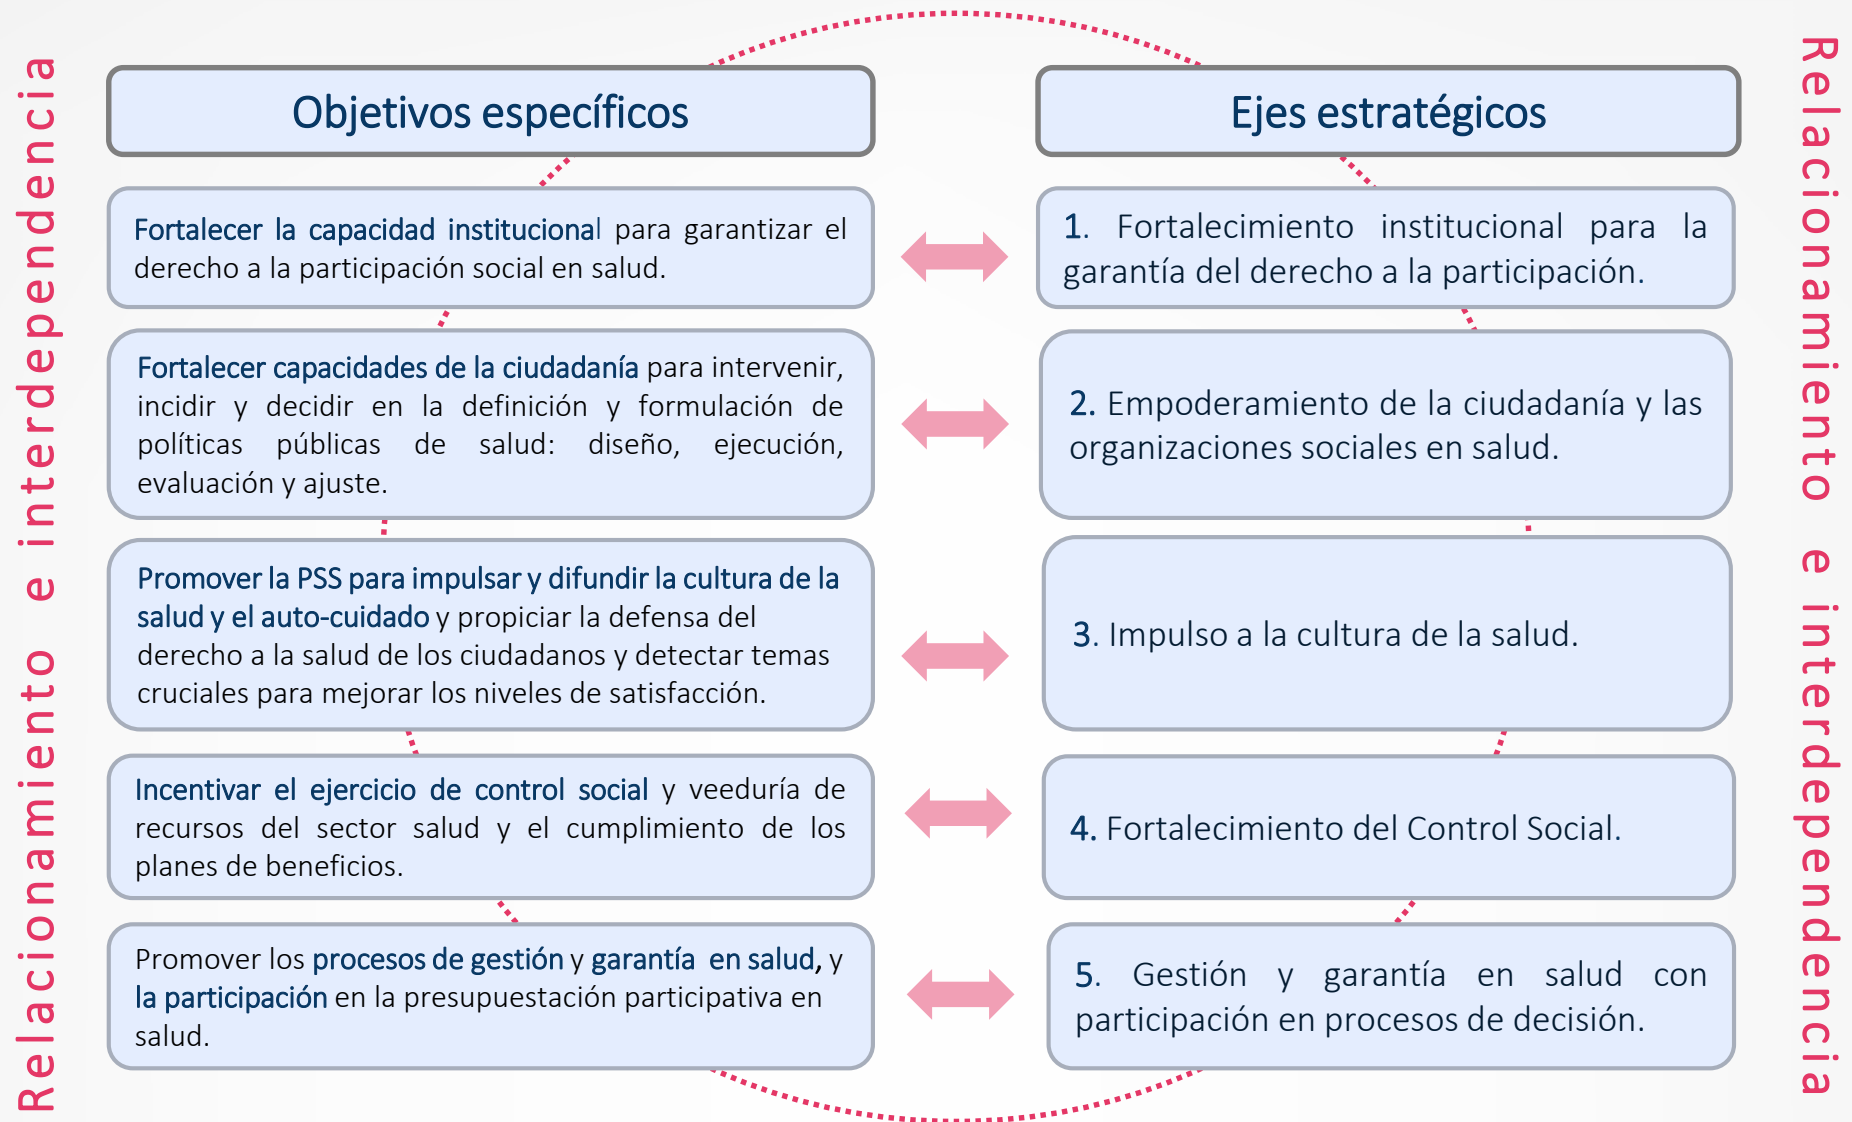 Relacionamiento e interdependencia
Objetivos específicos
Ejes estratégicos
Fortalecer la capacidad institucional para garantizar el
derecho a la participación social en salud.
1. Fortalecimiento institucional para la
garantía del derecho a la participación.
Fortalecer capacidades de la ciudadanía para intervenir,
incidir y decidir en la definición y formulación de
políticas públicas de salud: diseño, ejecución,
evaluación y ajuste.
2. Empoderamiento de la ciudadanía y las
organizaciones sociales en salud.
Promover la PSS para impulsar y difundir la cultura de la
salud y el auto-cuidado y propiciar la defensa del
derecho a la salud de los ciudadanos y detectar temas
cruciales para mejorar los niveles de satisfacción.
3. Impulso a la cultura de la salud.
Incentivar el ejercicio de control social y veeduría de
recursos del sector salud y el cumplimiento de los
planes de beneficios.
4. Fortalecimiento del Control Social.
Promover los procesos de gestión y garantía en salud, y
la participación en la presupuestación participativa en
salud.
5. Gestión y garantía en salud con
participación en procesos de decisión.
Relacionamiento e interdependencia